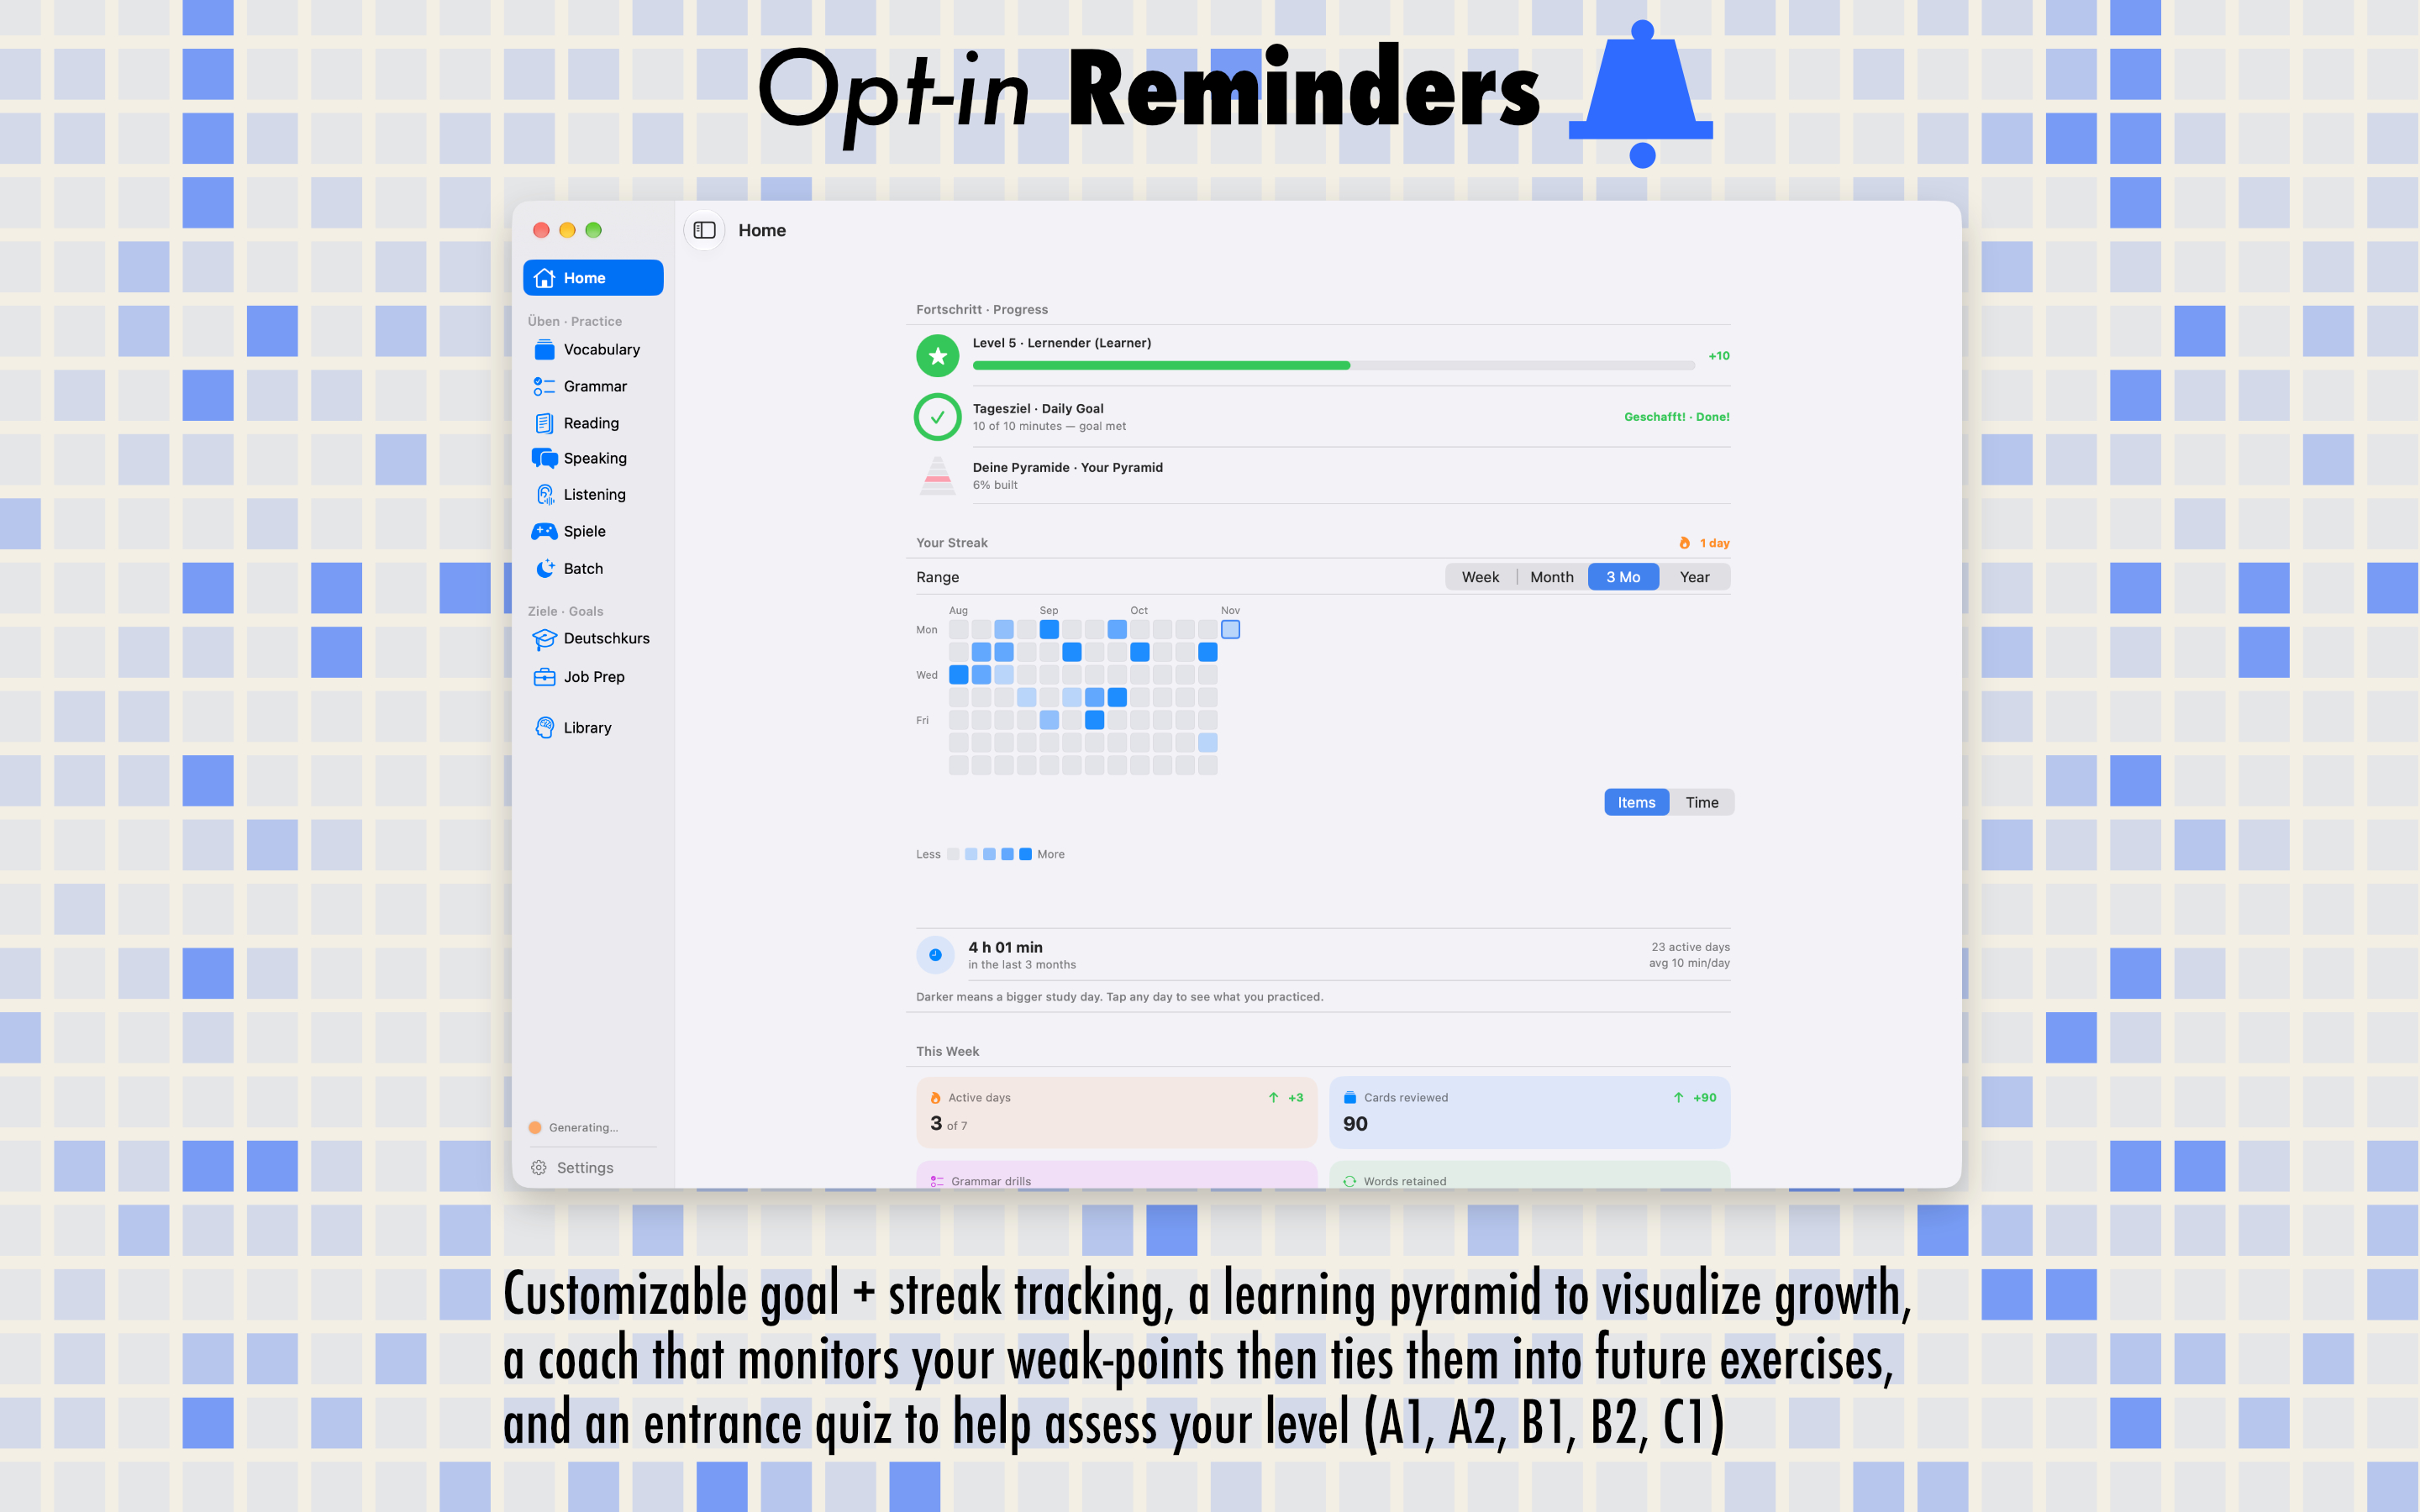 Opt-in Reminders
Home
Home
Üben · Practice
Vocabulary
Grammar
Reading
Speaking
Listening
Spiele
Batch
Ziele · Goals
Deutschkurs
Job Prep
Library
Generating...
Settings
Fortschritt · Progress
Level 5 · Lernender (Learner)
+10
Tagesziel · Daily Goal
10 of 10 minutes — goal met
Geschafft! · Done!
Deine Pyramide · Your Pyramid
6% built
Your Streak
1 day
Range
Week Month 3 Mo Year
Aug Sep Oct Nov
Mon
Wed
Fri
Items Time
Less More
4 h 01 min
in the last 3 months
23 active days
avg 10 min/day
Darker means a bigger study day. Tap any day to see what you practiced.
This Week
Active days
+3
3 of 7
Cards reviewed
+90
90
Grammar drills
Words retained
Customizable goal + streak tracking, a learning pyramid to visualize growth,
a coach that monitors your weak-points then ties them into future exercises,
and an entrance quiz to help assess your level (A1, A2, B1, B2, C1)